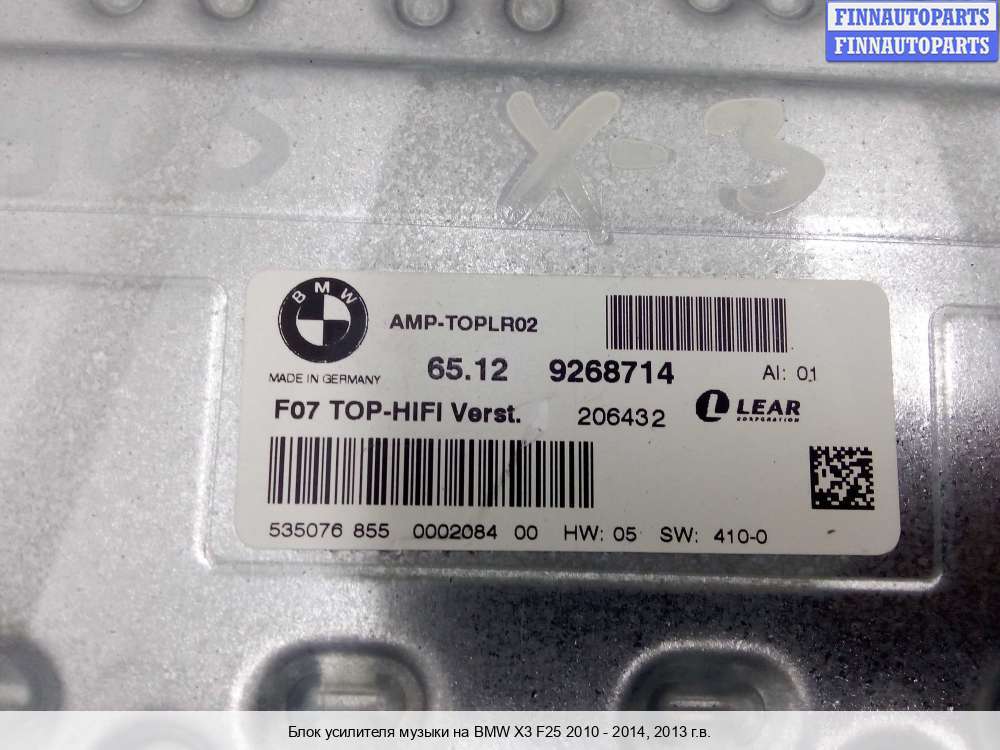 FINNAUTOPARTS
FINNAUTOPARTS
X-3
BMW
AMP-TOPLR02
65.12 9268714
AI: 01
MADE IN GERMANY
F07 TOP-HIFI Verst. 206432
LEAR
CORPORATION
535076 855 0002084 00 HW: 05 SW: 410-0
Блок усилителя музыки на BMW X3 F25 2010 - 2014, 2013 г.в.